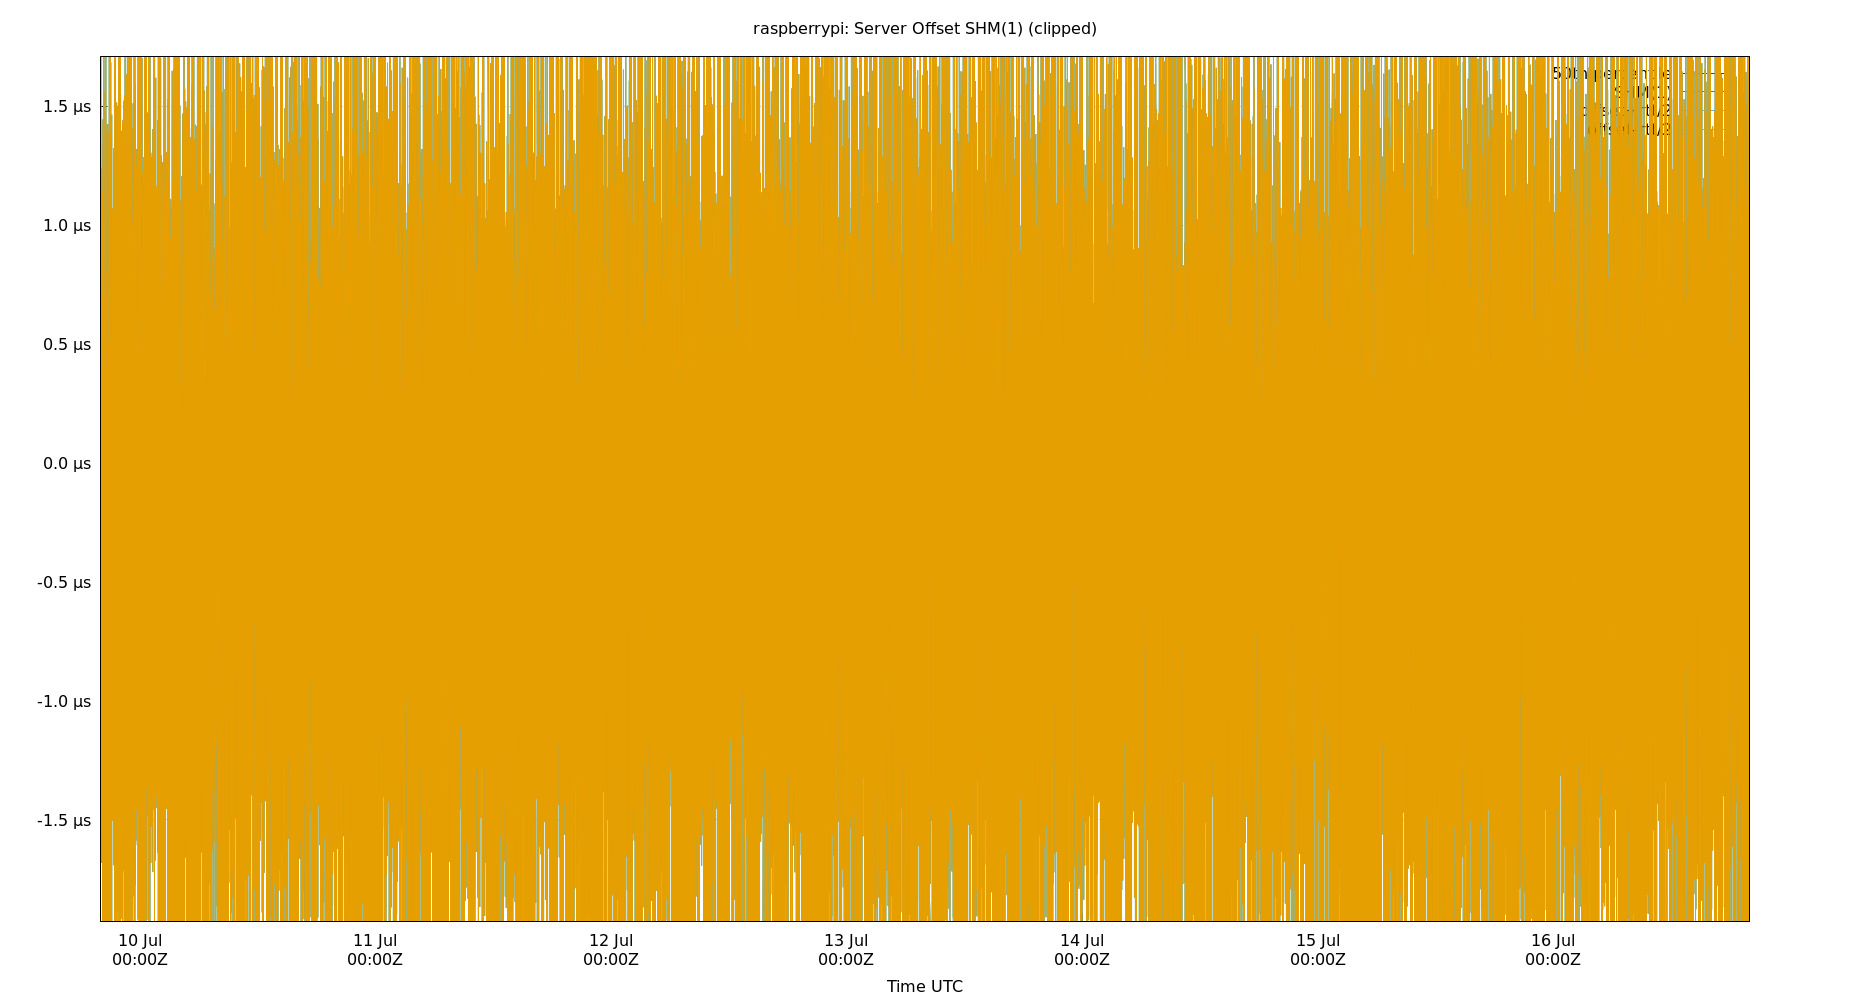 raspberrypi: Server Offset SHM(1) (clipped)
1.5 µs
1.0 µs
0.5 µs
0.0 µs
-0.5 µs
-1.0 µs
-1.5 µs
10 Jul 11 Jul 12 Jul 13 Jul 14 Jul 15 Jul 16 Jul
00:00Z 00:00Z 00:00Z 00:00Z 00:00Z 00:00Z 00:00Z
Time UTC